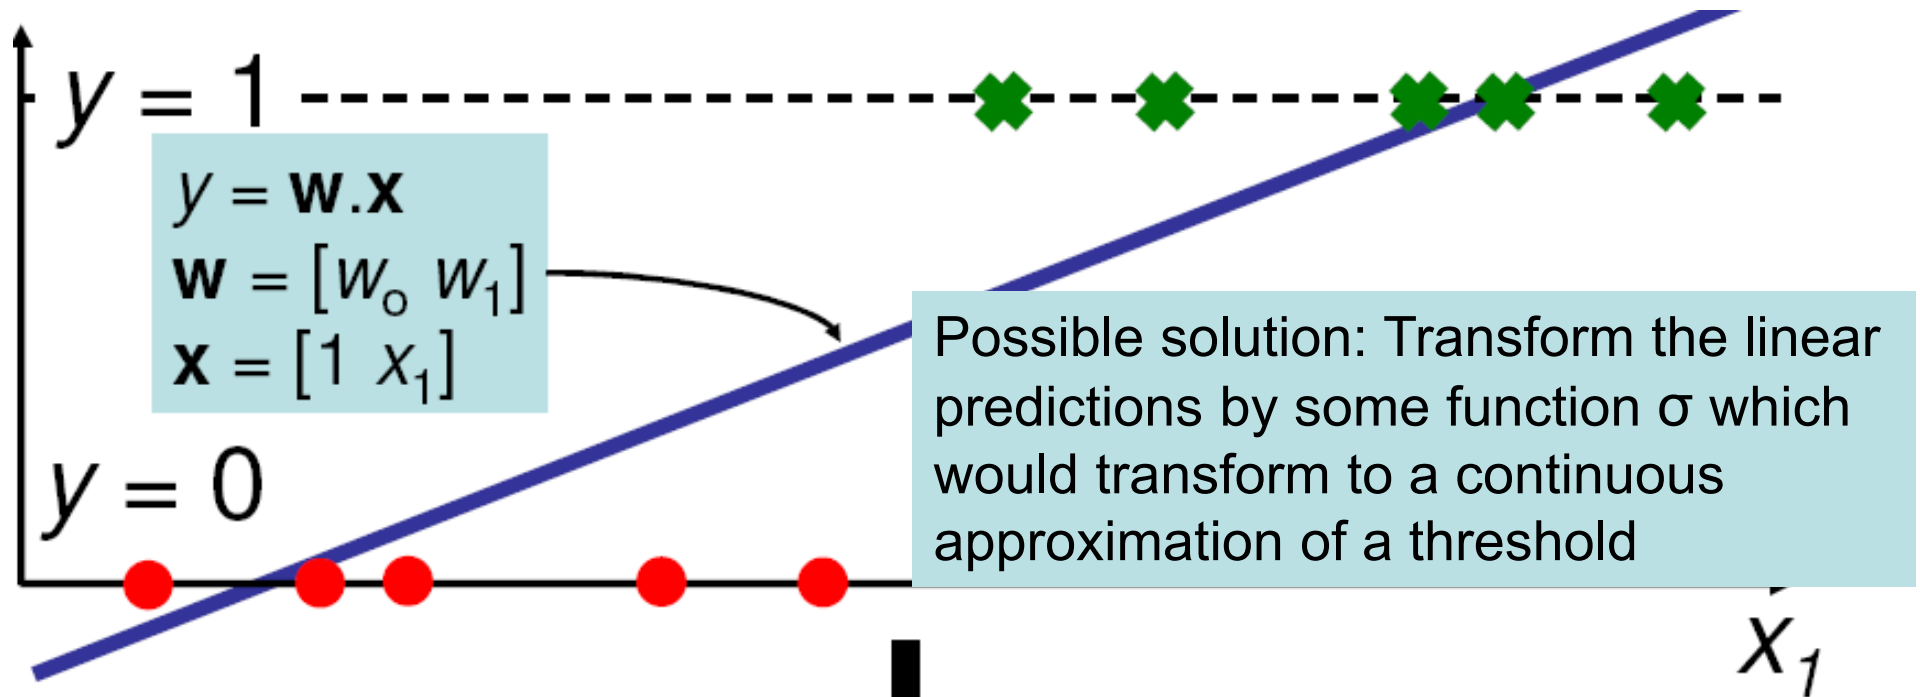 y = 1
y = w.x
w = [wₒ w₁]
x = [1 x₁]
y = 0
Possible solution: Transform the linear
predictions by some function σ which
would transform to a continuous
approximation of a threshold
x₁